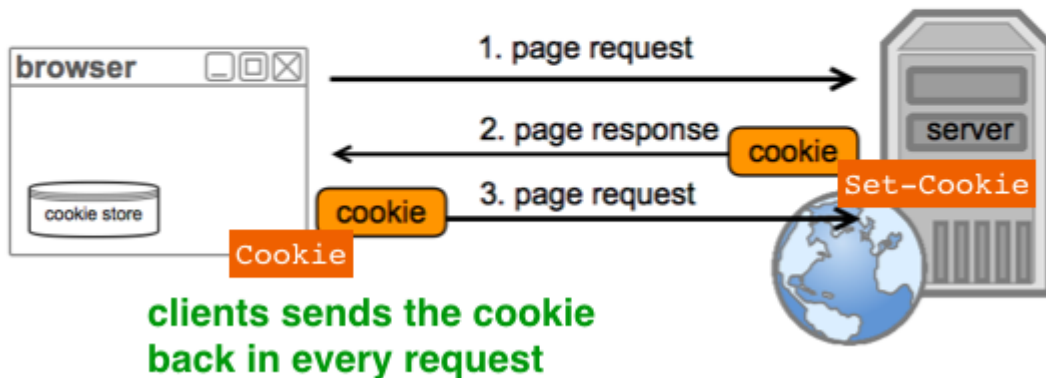 1. page request
browser
server
2. page response
cookie
Set-Cookie
cookie store
cookie
3. page request
Cookie
clients sends the cookie
back in every request